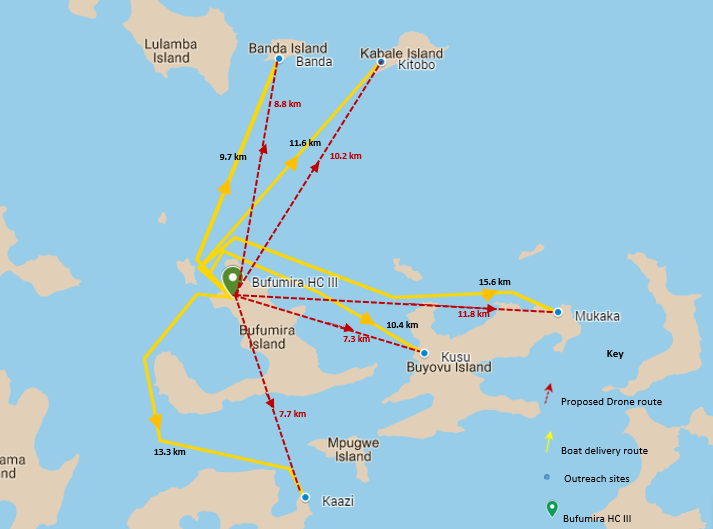 Lulamba
Island
Banda Island
Banda
Kabale Island
Kitobo
8.8 km
11.6 km
10.2 km
9.7 km
Bufumira HC III
15.6 km
11.8 km
Mukaka
Bufumira
Island
10.4 km
7.3 km
Kusu
Buyovu Island
Key
Proposed Drone route
7.7 km
Boat delivery route
13.3 km
Mpugwe
Island
ama
nd
Outreach sites
Kaazi
Bufumira HC III